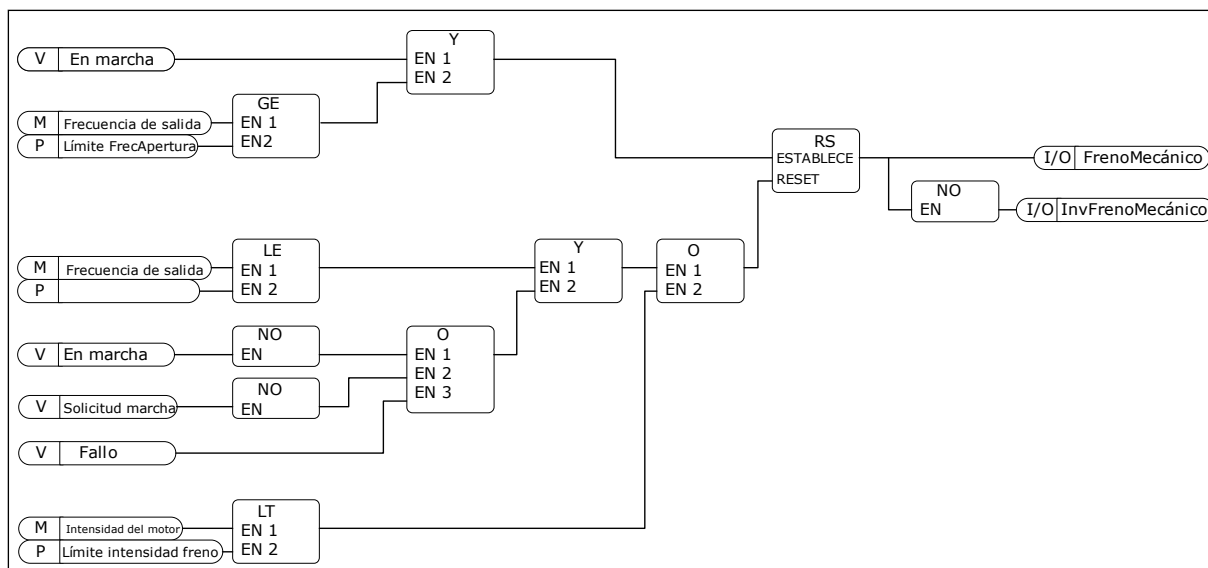 V En marcha
Y
EN 1
EN 2
GE
EN 1
EN2
M Frecuencia de salida
P Límite FrecApertura
RS
ESTABLECE
RESET
I/O FrenoMecánico
NO
EN
I/O InvFrenoMecánico
LE
EN 1
EN 2
M Frecuencia de salida
P
Y
EN 1
EN 2
O
EN 1
EN 2
V En marcha
NO
EN
O
EN 1
EN 2
EN 3
V Solicitud marcha
NO
EN
V Fallo
LT
EN 1
EN 2
M Intensidad del motor
P Límite intensidad freno